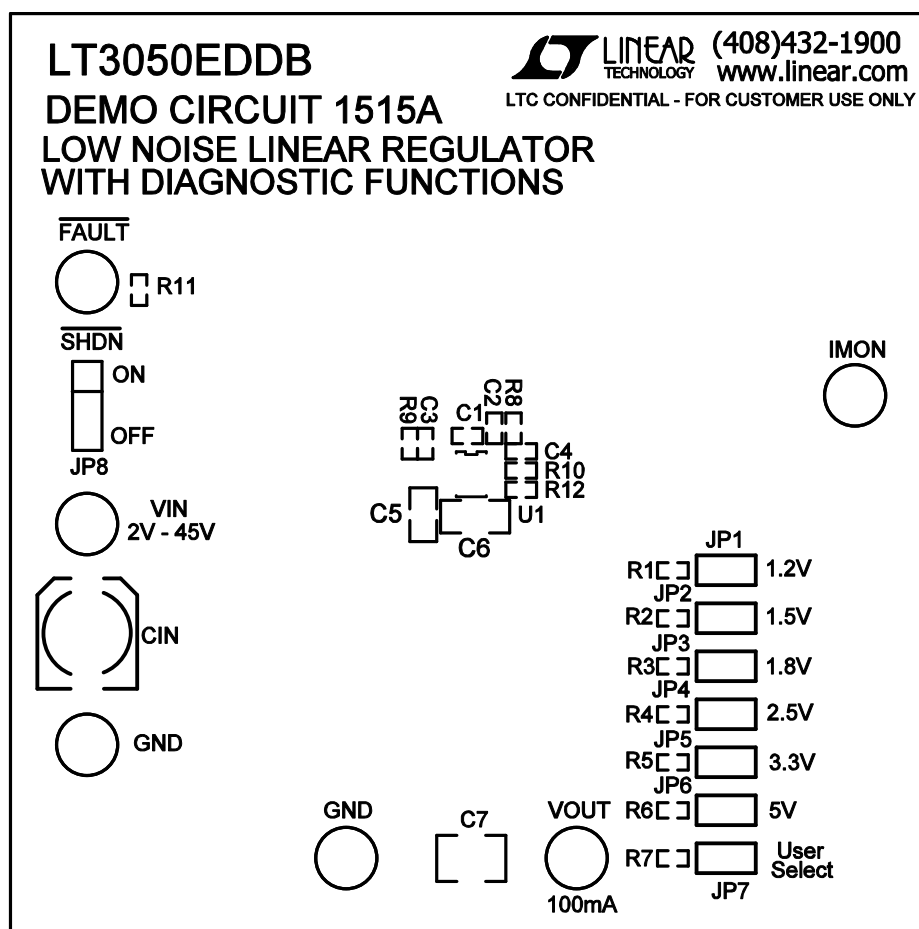 LT3050EDDB
LINEAR TECHNOLOGY
(408)432-1900
www.linear.com
LTC CONFIDENTIAL - FOR CUSTOMER USE ONLY
DEMO CIRCUIT 1515A
LOW NOISE LINEAR REGULATOR
WITH DIAGNOSTIC FUNCTIONS
FAULT
R11
SHDN
ON
OFF
JP8
IMON
R9
C3
C1
C2
R8
C4
R10
R12
U1
C5
C6
VIN
2V - 45V
CIN
GND
JP1
R1
1.2V
JP2
R2
1.5V
JP3
R3
1.8V
JP4
R4
2.5V
JP5
R5
3.3V
JP6
R6
5V
R7
User
Select
JP7
GND
C7
VOUT
100mA